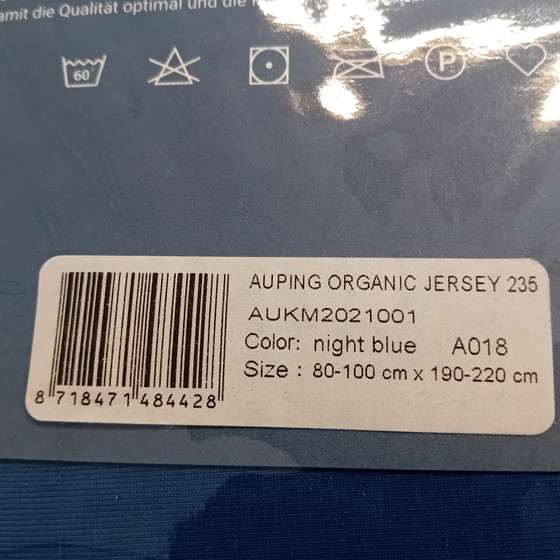 amit die Qualität optimal und die
60°
P
AUPING ORGANIC JERSEY 235
AUKM2021001
Color: night blue A018
Size : 80-100 cm x 190-220 cm
8 718471 484428